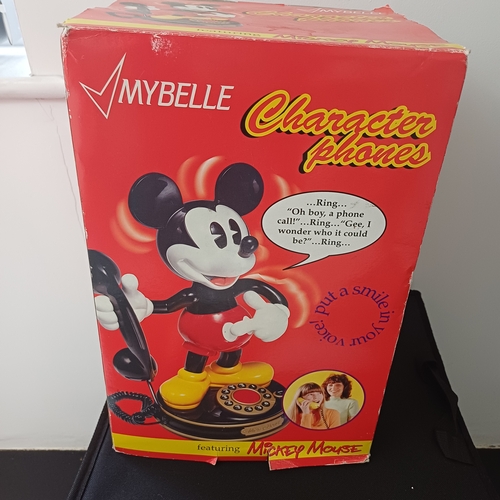 MYBELLE
Character
phones
...Ring...
"Oh boy, a phone
call!"...Ring..."Gee, I
wonder who it could
be?"...Ring...
put a smile in your voice!
featuring Mickey Mouse